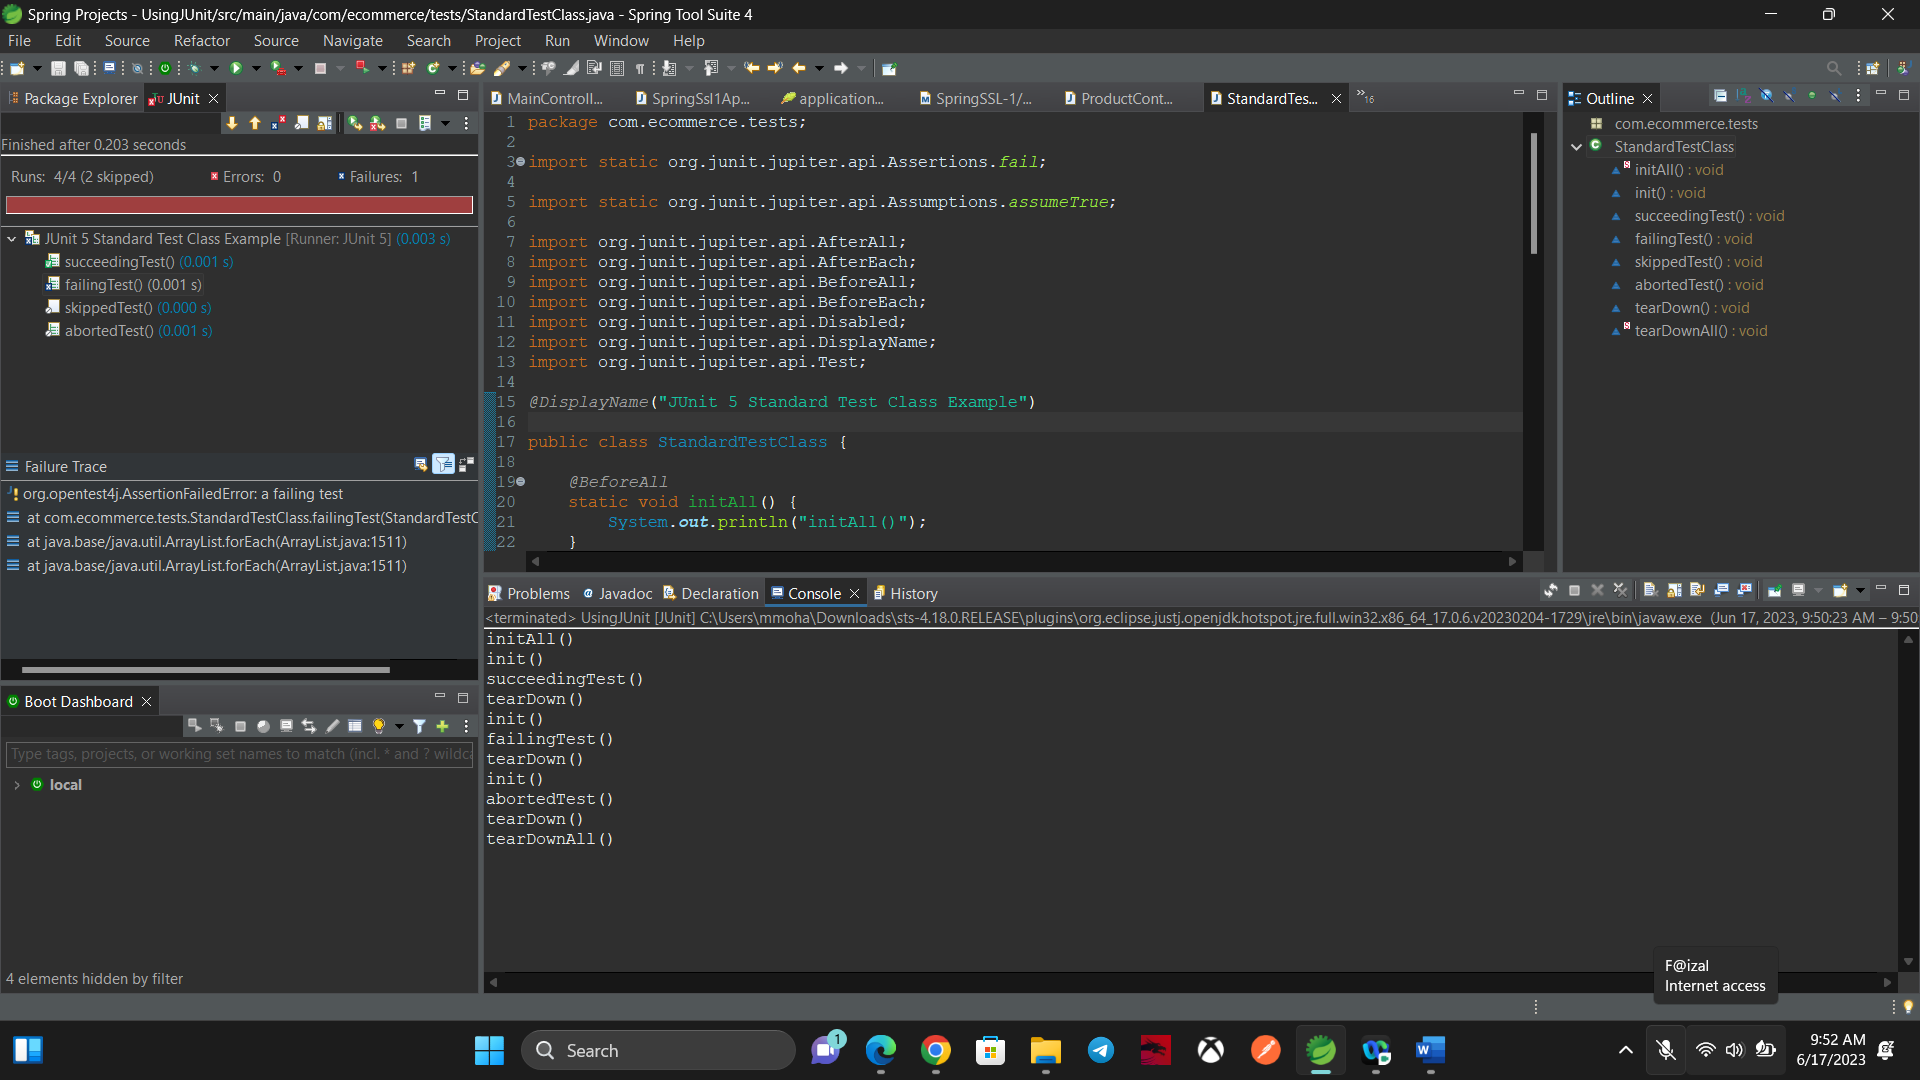 Spring Projects - UsingJUnit/src/main/java/com/ecommerce/tests/StandardTestClass.java - Spring Tool Suite 4
File Edit Source Refactor Source Navigate Search Project Run Window Help
Package Explorer JUnit
Finished after 0.203 seconds
Runs: 4/4 (2 skipped) Errors: 0 Failures: 1
JUnit 5 Standard Test Class Example [Runner: JUnit 5] (0.003 s)
succeedingTest() (0.001 s)
failingTest() (0.001 s)
skippedTest() (0.000 s)
abortedTest() (0.001 s)
Failure Trace
org.opentest4j.AssertionFailedError: a failing test
at com.ecommerce.tests.StandardTestClass.failingTest(StandardTestC
at java.base/java.util.ArrayList.forEach(ArrayList.java:1511)
at java.base/java.util.ArrayList.forEach(ArrayList.java:1511)
Boot Dashboard
Type tags, projects, or working set names to match (incl. * and ? wildca
local
4 elements hidden by filter
MainControll... SpringSsl1Ap... application... SpringSSL-1/... ProductCont... StandardTes... »16
1 package com.ecommerce.tests;
2
3 import static org.junit.jupiter.api.Assertions.fail;
4
5 import static org.junit.jupiter.api.Assumptions.assumeTrue;
6
7 import org.junit.jupiter.api.AfterAll;
8 import org.junit.jupiter.api.AfterEach;
9 import org.junit.jupiter.api.BeforeAll;
10 import org.junit.jupiter.api.BeforeEach;
11 import org.junit.jupiter.api.Disabled;
12 import org.junit.jupiter.api.DisplayName;
13 import org.junit.jupiter.api.Test;
14
15 @DisplayName("JUnit 5 Standard Test Class Example")
16
17 public class StandardTestClass {
18
19 @BeforeAll
20 static void initAll() {
21 System.out.println("initAll()");
22 }
Outline
com.ecommerce.tests
StandardTestClass
initAll() : void
init() : void
succeedingTest() : void
failingTest() : void
skippedTest() : void
abortedTest() : void
tearDown() : void
tearDownAll() : void
Problems Javadoc Declaration Console History
<terminated> UsingJUnit [JUnit] C:\Users\mmoha\Downloads\sts-4.18.0.RELEASE\plugins\org.eclipse.justj.openjdk.hotspot.jre.full.win32.x86_64_17.0.6.v20230204-1729\jre\bin\javaw.exe (Jun 17, 2023, 9:50:23 AM – 9:50
initAll()
init()
succeedingTest()
tearDown()
init()
failingTest()
tearDown()
init()
abortedTest()
tearDown()
tearDownAll()
F@izal
Internet access
Search
1
9:52 AM
6/17/2023